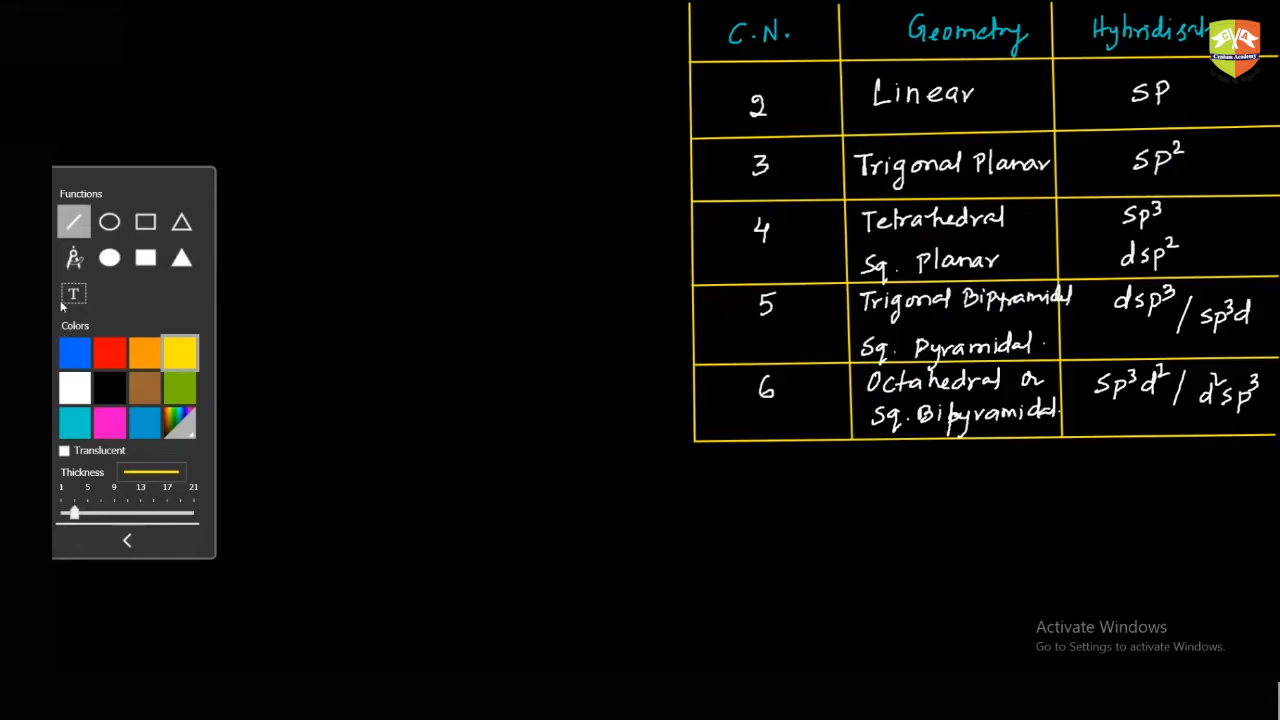 C.N. Geometry
2 Linear sp
3 Trigonal Planar sp²
4 Tetrahedral sp³
Sq. Planar dsp²
5 Trigonal Bipyramidal dsp³ / sp³d
Sq. Pyramidal.
6 Octahedral or sp³d² / d²sp³
Sq. Bipyramidal.
Centum Academy
Functions
T
Colors
Translucent
Thickness
1 5 9 13 17 21
Activate Windows
Go to Settings to activate Windows.